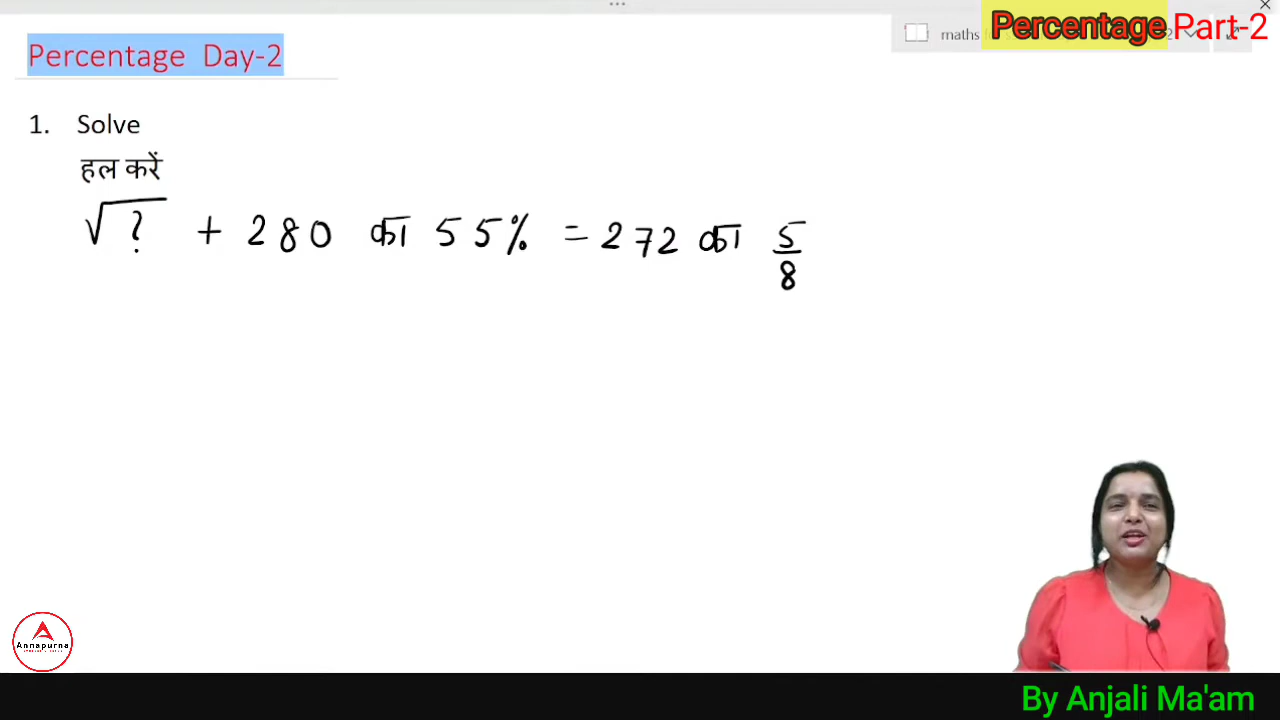 Percentage Part-2
maths
Percentage Day-2
1. Solve
हल करें
√? + 280 का 55% = 272 का 5/8
Annapurna
By Anjali Ma'am